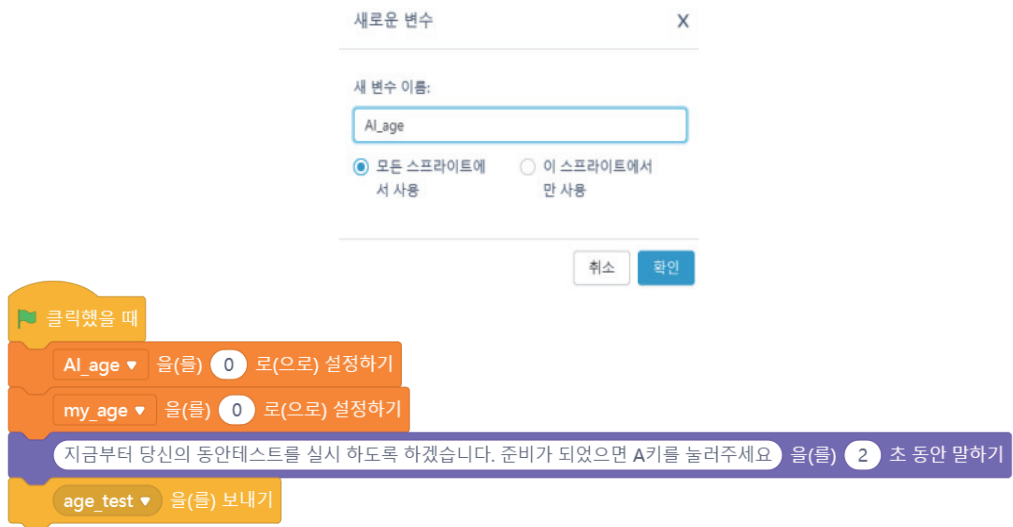 새로운 변수 X
새 변수 이름:
AI_age
모든 스프라이트에서 사용
이 스프라이트에서만 사용
취소 확인
클릭했을 때
AI_age ▼ 을(를) 0 로(으로) 설정하기
my_age ▼ 을(를) 0 로(으로) 설정하기
지금부터 당신의 동안테스트를 실시 하도록 하겠습니다. 준비가 되었으면 A키를 눌러주세요 을(를) 2 초 동안 말하기
age_test ▼ 을(를) 보내기